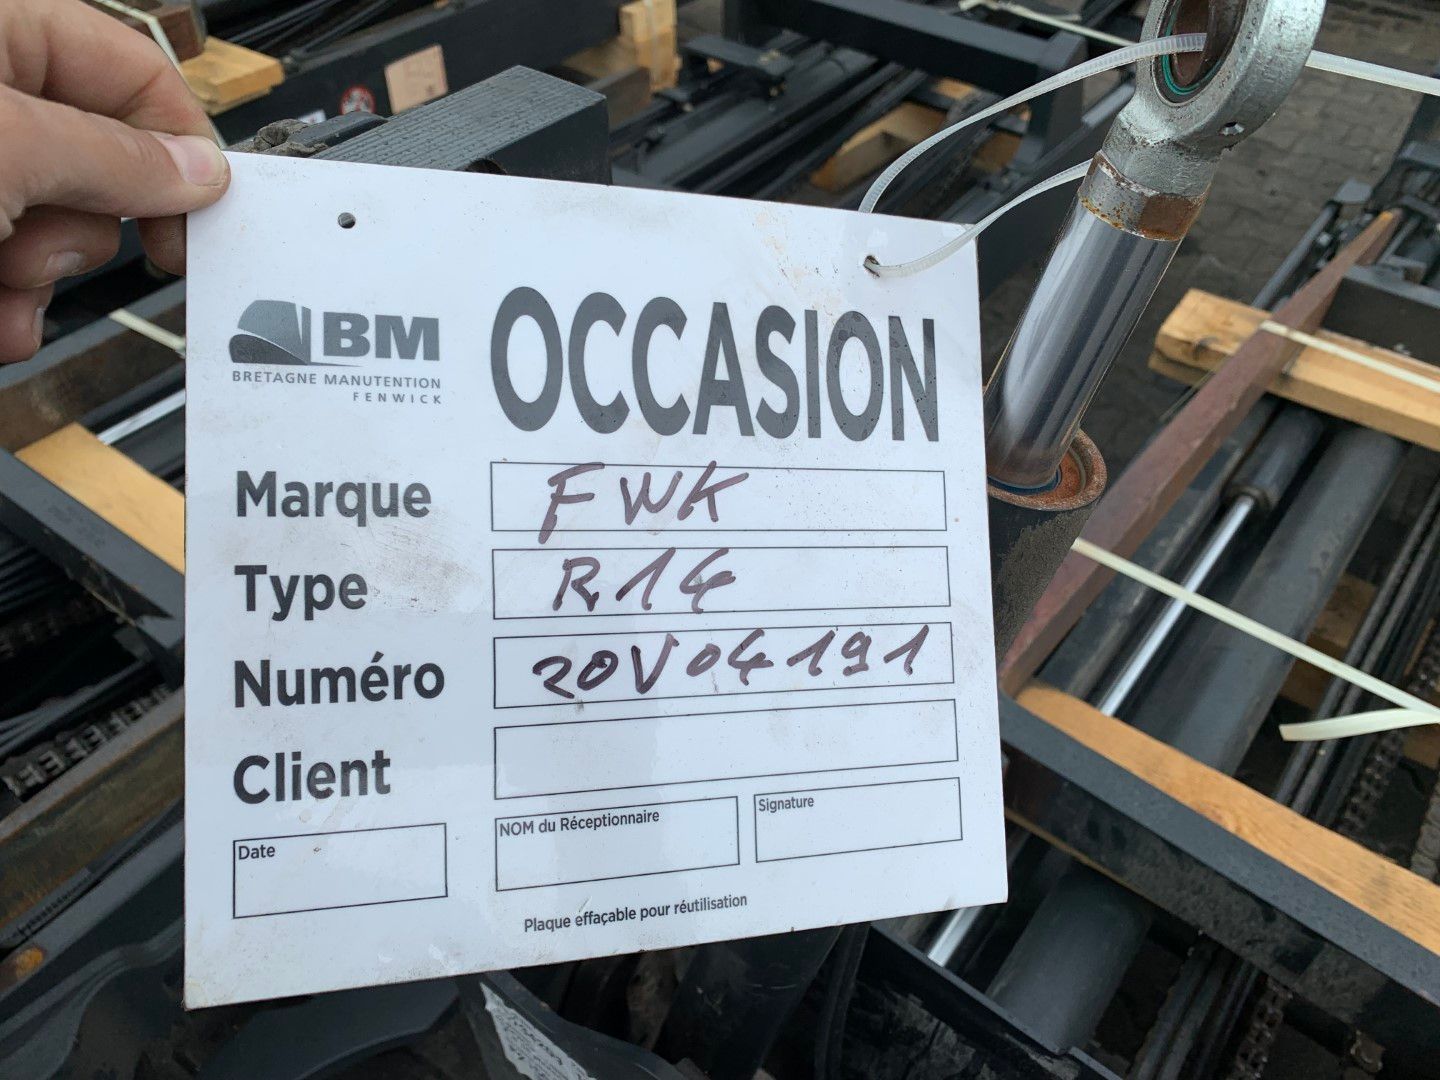 BM
BRETAGNE MANUTENTION
FENWICK
OCCASION
Marque FWK
Type R14
Numéro 20V04191
Client
Date
NOM du Réceptionnaire
Signature
Plaque effaçable pour réutilisation